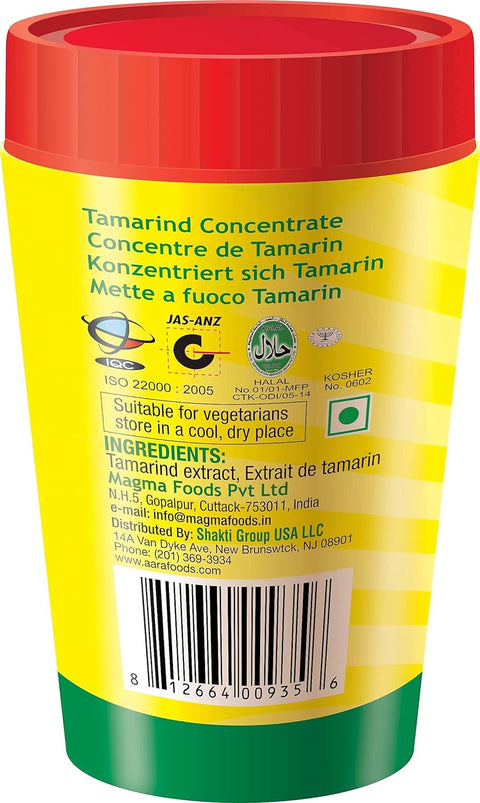 Tamarind Concentrate
Concentre de Tamarin
Konzentriert sich Tamarin
Mette a fuoco Tamarin
JAS-ANZ
IQC
ISO 22000 : 2005
حلال
HALAL
No.01/01-MFP
CTK-ODI/05-14
KOSHER
No. 0602
Suitable for vegetarians
store in a cool, dry place
INGREDIENTS:
Tamarind extract, Extrait de tamarin
Magma Foods Pvt Ltd
N.H.5, Gopalpur, Cuttack-753011, India
e-mail: info@magmafoods.in
Distributed By: Shakti Group USA LLC
14A Van Dyke Ave, New Brunswtck, NJ 08901
Phone: (201) 369-3934
www.aarafoods.com
8 12664 00935 6